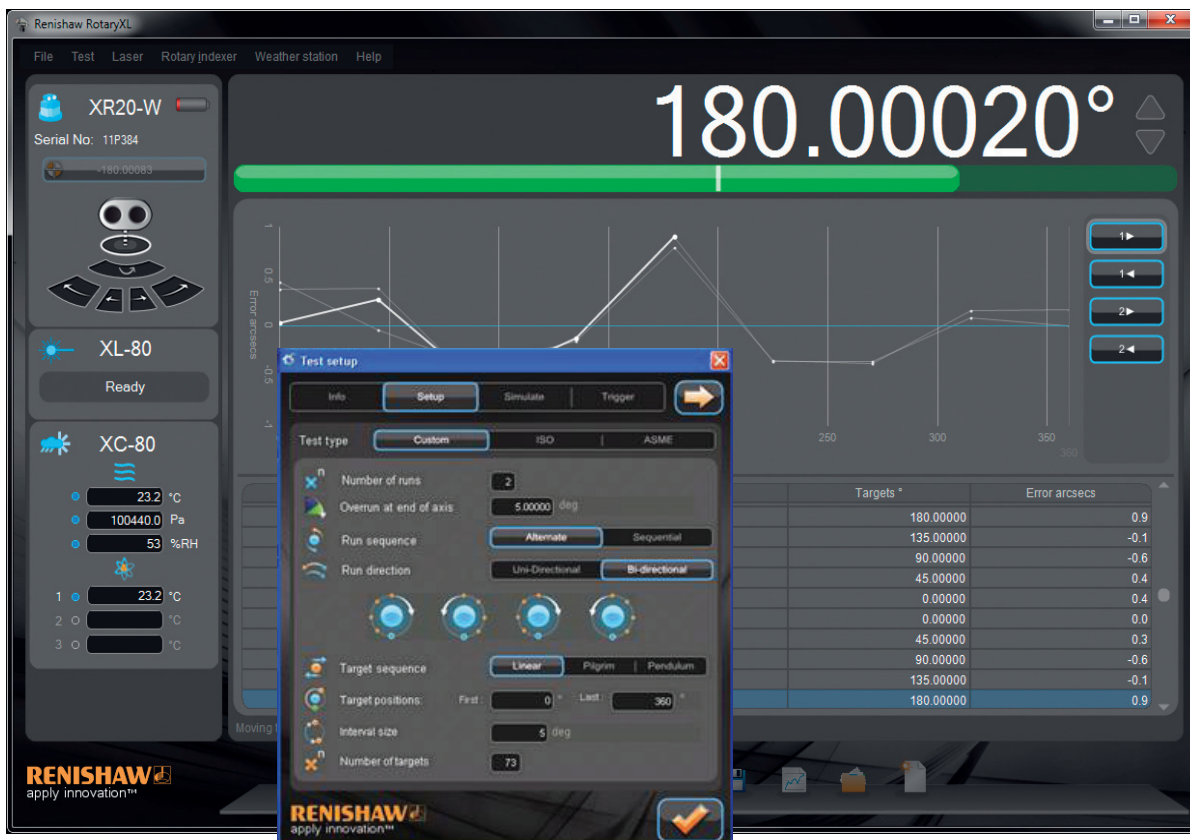 Renishaw RotaryXL
File Test Laser Rotary indexer Weather station Help
XR20-W
Serial No: 11P384
-180.00083
XL-80
Ready
XC-80
23.2 °C
100440.0 Pa
53 %RH
1 23.2 °C
2 °C
3 °C
RENISHAW
apply innovation™
180.00020°
Error arcsecs
1
0.5
0
-0.5
-1
250
300
350
360
1▶
1◀
2▶
2◀
Targets ° Error arcsecs
180.00000 0.9
135.00000 -0.1
90.00000 -0.6
45.00000 0.4
0.00000 0.4
0.00000 0.0
45.00000 0.3
90.00000 -0.6
135.00000 -0.1
180.00000 0.9
Moving
Test setup
Info Setup Simulate Trigger
Test type Custom ISO ASME
Number of runs 2
Overrun at end of axis 5.00000 deg
Run sequence Alternate Sequential
Run direction Uni-Directional Bi-directional
Target sequence Linear Pilgrim Pendulum
Target positions: First : 0 ° Last : 360 °
Interval size 5 deg
Number of targets 73
RENISHAW
apply innovation™